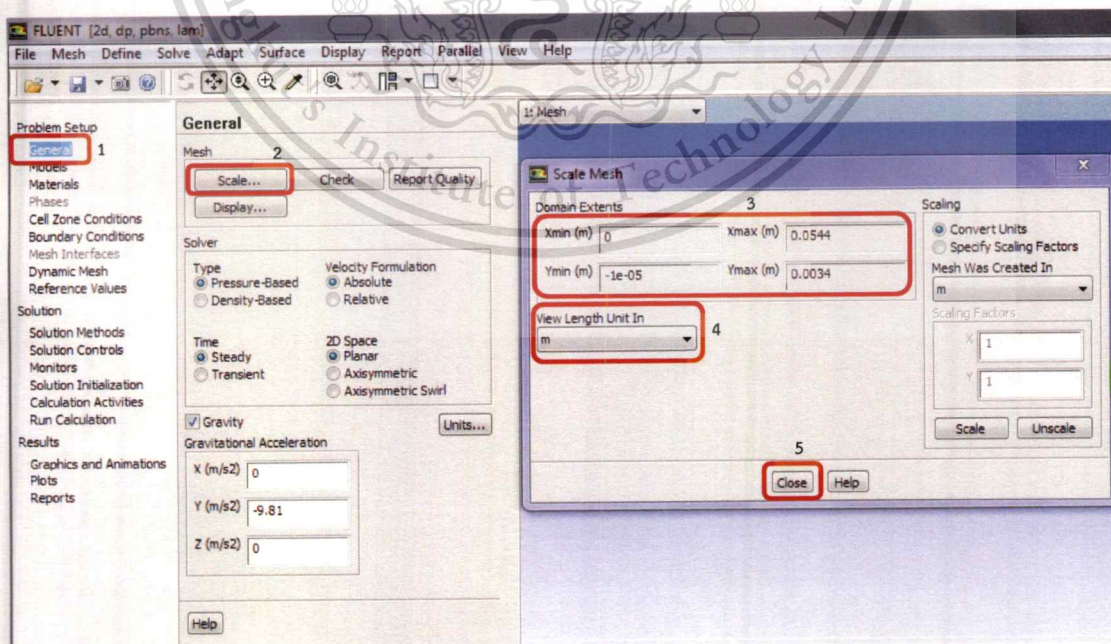 FLUENT [2d, dp, pbns, lam]
File Mesh Define Solve Adapt Surface Display Report Parallel View Help
Problem Setup
General 1
Models
Materials
Phases
Cell Zone Conditions
Boundary Conditions
Mesh Interfaces
Dynamic Mesh
Reference Values
Solution
Solution Methods
Solution Controls
Monitors
Solution Initialization
Calculation Activities
Run Calculation
Results
Graphics and Animations
Plots
Reports
General
Mesh 2
Scale... Check Report Quality
Display...
Solver
Type Velocity Formulation
Pressure-Based Absolute
Density-Based Relative
Time 2D Space
Steady Planar
Transient Axisymmetric
Axisymmetric Swirl
Gravity Units...
Gravitational Acceleration
X (m/s2) 0
Y (m/s2) -9.81
Z (m/s2) 0
Help
1: Mesh
Scale Mesh
Domain Extents 3
Xmin (m) 0 Xmax (m) 0.0544
Ymin (m) -1e-05 Ymax (m) 0.0034
View Length Unit In
m 4
Scaling
Convert Units
Specify Scaling Factors
Mesh Was Created In
m
Scaling Factors
X 1
Y 1
Scale Unscale
5
Close Help
's Institute of Technology